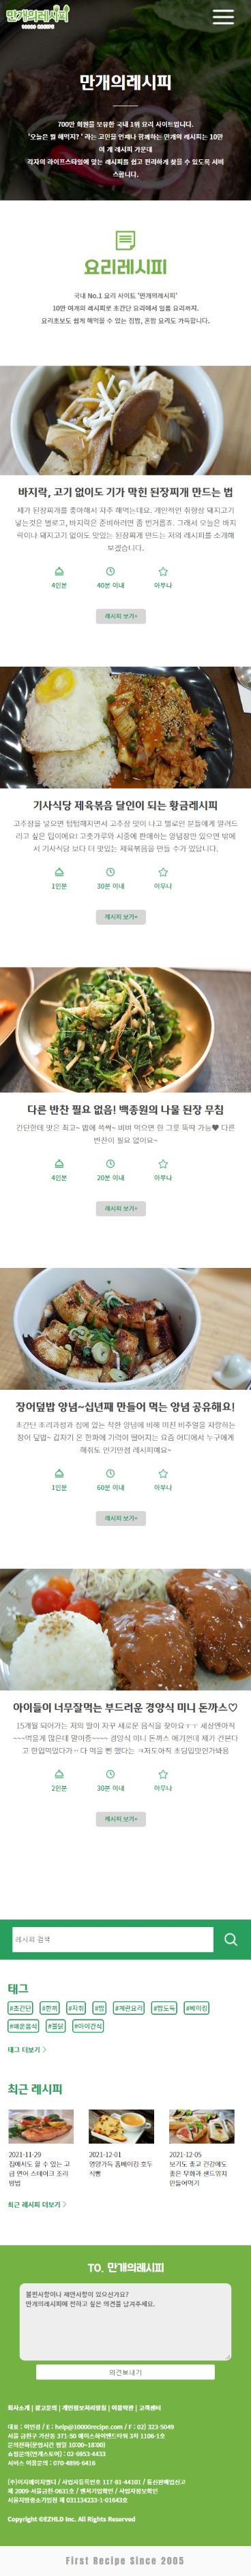 만개의레시피
10000 RECIPE
만개의레시피
700만 회원을 보유한 국내 1위 요리 사이트입니다.
'오늘은 뭘 해먹지? ' 라는 고민을 언제나 함께하는 만개의 레시피는 10만
여 개 레시피 가운데
각자의 라이프스타일에 맞는 레시피를 쉽고 편리하게 찾을 수 있도록 서비
스합니다.
요리레시피
국내 No.1 요리 사이트 '만개의레시피'
10만 여개의 레시피로 초간단 요리에서 일품 요리까지.
요리초보도 쉽게 해먹을 수 있는 집밥, 혼밥 요리도 가득합니다.
바지락, 고기 없이도 기가 막힌 된장찌개 만드는 법
제가 된장찌개를 좋아해서 자주 해먹는데요. 개인적인 취향상 돼지고기
넣는것은 별로고, 바지락은 준비하려면 좀 번거롭죠. 그래서 오늘은 바지
락이나 돼지고기 없이도 맛있는 된장찌개 만드는 저의 레시피를 소개해
보겠습니다.
4인분 40분 이내 아무나
레시피 보기+
기사식당 제육볶음 달인이 되는 황금레시피
고추장을 넣으면 텁텁해지면서 고추장 맛이 나고 별로인 분들에게 알려드
리고 싶은 팁이에요! 고춧가루와 시중에 판매하는 양념장만 있으면 밖에
서 기사식당 보다 더 맛있는 제육볶음을 만들 수가 있답니다.
1인분 30분 이내 아무나
레시피 보기+
다른 반찬 필요 없음! 백종원의 나물 된장 무침
간단한데 맛은 최고~ 밥에 쓱싹~ 비벼 먹으면 한 그릇 뚝딱 가능♥ 다른
반찬이 필요 없어요~
4인분 20분 이내 아무나
레시피 보기+
장어덮밥 양념~십년째 만들어 먹는 양념 공유해요!
초간단 조리과정과 집에 있는 착한 양념에 비해 미친 비주얼을 자랑하는
장어 덮밥~ 갑자기 온 한파에 기력이 떨어지는 요즘 어디에서 누구에게
해줘도 인기만점 레시피예요~
1인분 60분 이내 아무나
레시피 보기+
아이들이 너무잘먹는 부드러운 경양식 미니 돈까스♡
15개월 되어가는 저의 딸이 자꾸 새로운 음식을 찾아요ㅜㅜ 세상엔아직
~~~먹을게 많은데 말이죵~~~~ 경양식 미니 돈까스 얘기낀데 제가 간본다
고 한입먹었다가~ 다 먹을 뻔 했다는 ㅋ저도아직 초딥입맛인가봐용
2인분 30분 이내 아무나
레시피 보기+
레시피 검색
태그
#초간단 #한끼 #자취 #밥 #계란요리 #밥도둑 #베이킹
#매운음식 #불닭 #아이간식
태그 더보기 >
최근 레시피
2021-11-29 2021-12-01 2021-12-05
집에서도 할 수 있는 고 영양가득 홈베이킹 호두 보기도 좋고 건강에도
급 연어 스테이크 조리 식빵 좋은 무화과 샌드위치
방법 만들어먹기
최근 레시피 더보기 >
TO. 만개의레시피
불편사항이나 제안사항이 있으신가요?
만개의레시피에 전하고 싶은 의견을 남겨주세요.
의견보내기
회사소개 | 광고문의 | 개인정보처리방침 | 이용약관 | 고객센터
대표 : 이인경 / E : help@10000recipe.com / F : 02) 323-5049
서울 금천구 가산동 371-50 에이스하이엔드타워 3차 1106-1호
문의전화(운영시간 평일 10:00~18:00)
쇼핑문의(만개스토어) : 02-6953-4433
서비스 이용문의 : 070-4896-6416
(주)이지에이치엘디 / 사업자등록번호 117-81-44101 / 통신판매업신고
제 2005-서울금천-0631호 / 벤처기업확인 / 사업자정보확인
서울지방중소기업청 제 031134233-1-01643호
Copyright ©EZHLD Inc. All Rights Reserved
First Recipe Since 2005